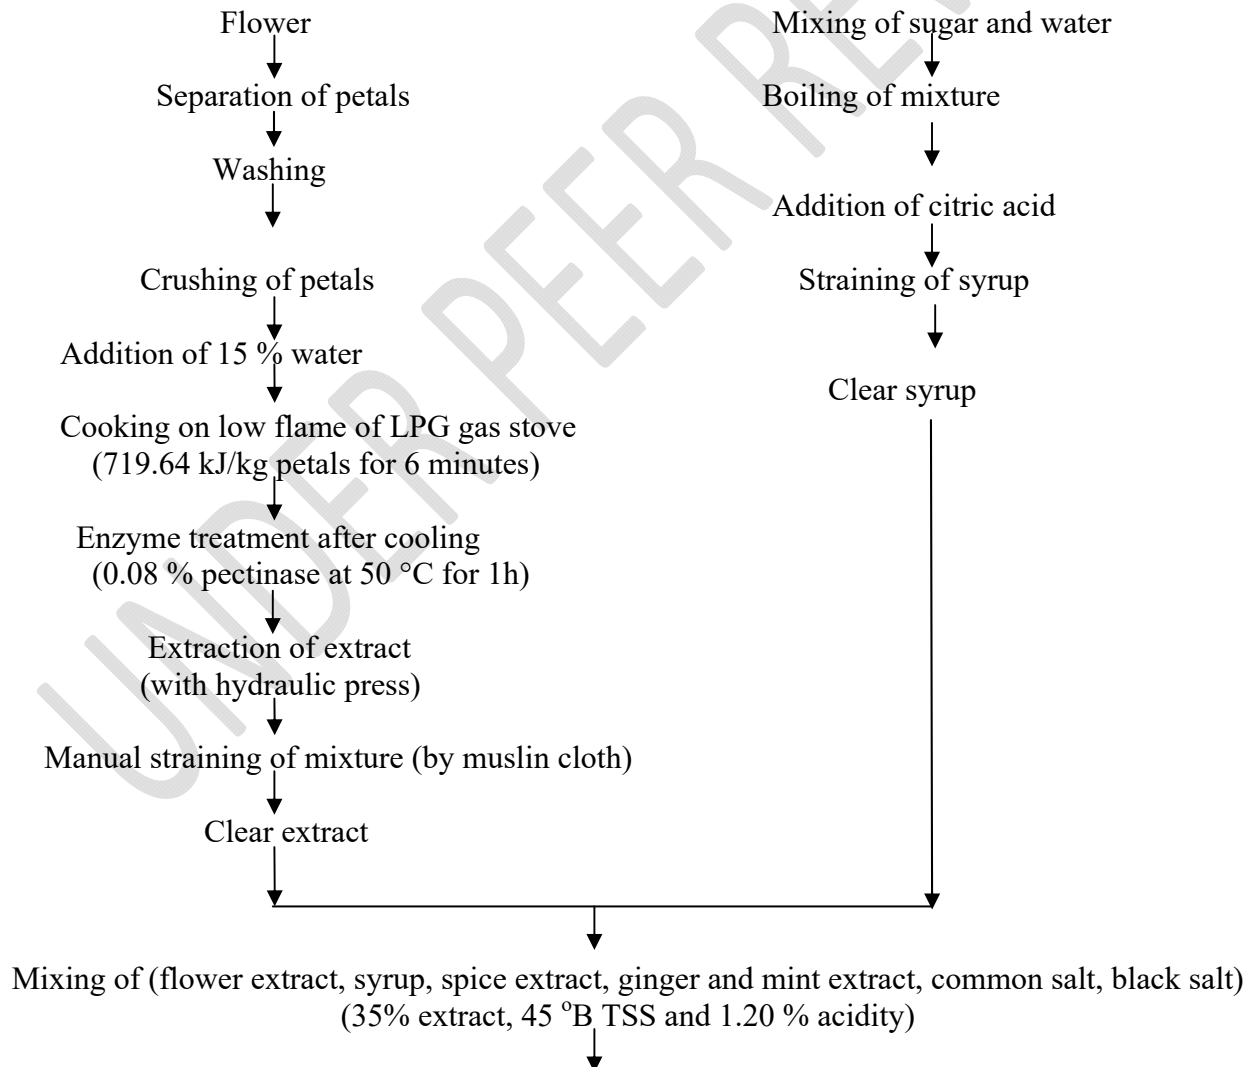 Flower
Separation of petals
Washing
Crushing of petals
Addition of 15 % water
Cooking on low flame of LPG gas stove
(719.64 kJ/kg petals for 6 minutes)
Enzyme treatment after cooling
(0.08 % pectinase at 50 °C for 1h)
Extraction of extract
(with hydraulic press)
Manual straining of mixture (by muslin cloth)
Clear extract
Mixing of sugar and water
Boiling of mixture
Addition of citric acid
Straining of syrup
Clear syrup
Mixing of (flower extract, syrup, spice extract, ginger and mint extract, common salt, black salt)
(35% extract, 45 °B TSS and 1.20 % acidity)
UNDER PEER RE